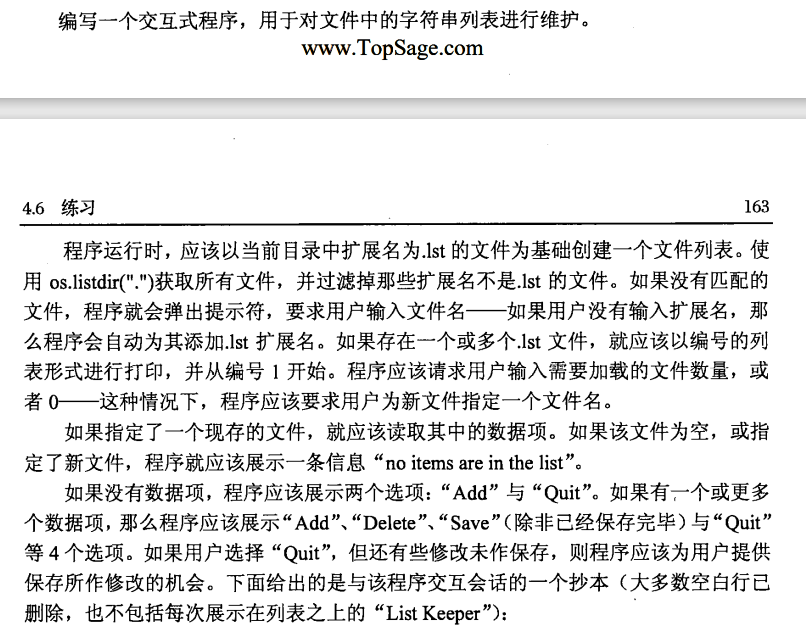 编写一个交互式程序，用于对文件中的字符串列表进行维护。
www.TopSage.com
4.6 练习 163
程序运行时，应该以当前目录中扩展名为.lst 的文件为基础创建一个文件列表。使
用 os.listdir(".")获取所有文件，并过滤掉那些扩展名不是.lst 的文件。如果没有匹配的
文件，程序就会弹出提示符，要求用户输入文件名——如果用户没有输入扩展名，那
么程序会自动为其添加.lst 扩展名。如果存在一个或多个.lst 文件，就应该以编号的列
表形式进行打印，并从编号 1 开始。程序应该请求用户输入需要加载的文件数量，或
者 0——这种情况下，程序应该要求用户为新文件指定一个文件名。
如果指定了一个现存的文件，就应该读取其中的数据项。如果该文件为空，或指
定了新文件，程序就应该展示一条信息“no items are in the list”。
如果没有数据项，程序应该展示两个选项：“Add”与“Quit”。如果有一个或更多
个数据项，那么程序应该展示“Add”、“Delete”、“Save”（除非已经保存完毕）与“Quit”
等 4 个选项。如果用户选择“Quit”，但还有些修改未作保存，则程序应该为用户提供
保存所作修改的机会。下面给出的是与该程序交互会话的一个抄本（大多数空白行已
删除，也不包括每次展示在列表之上的“List Keeper”）：